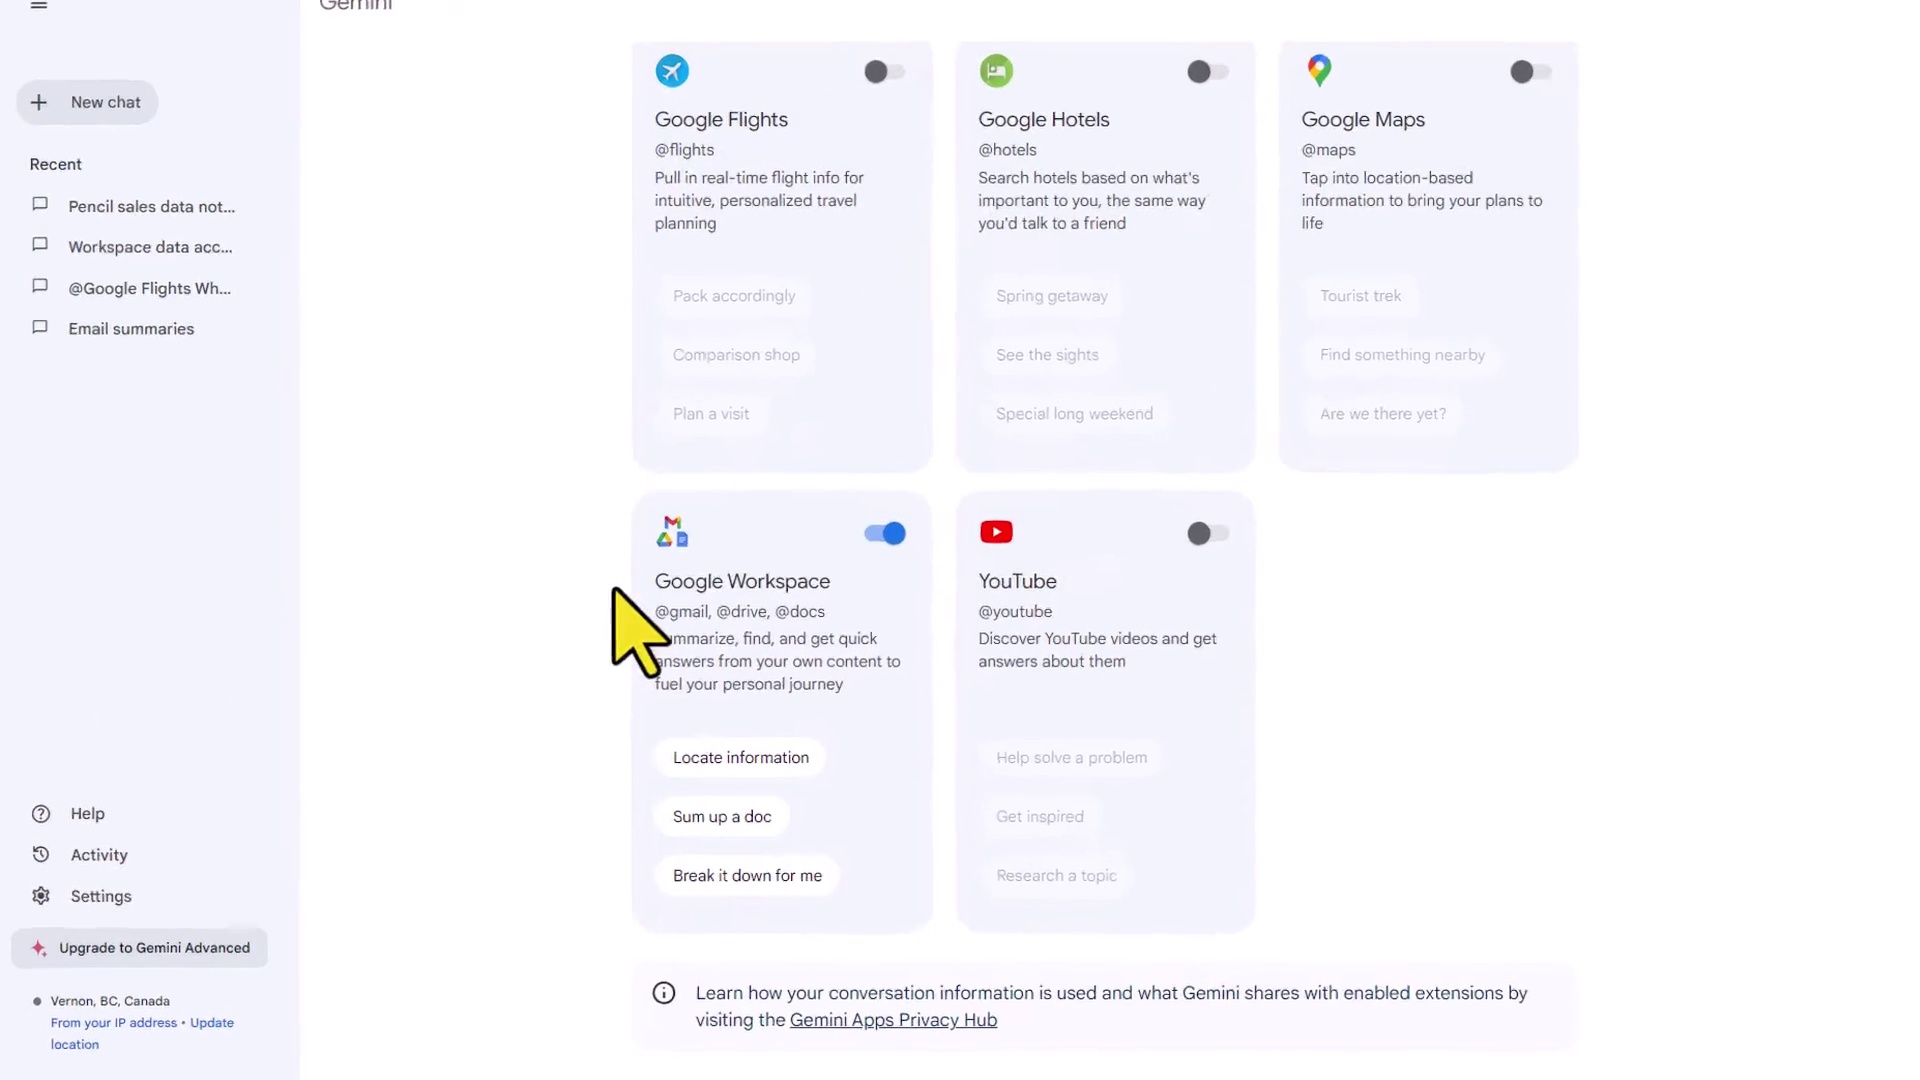 Gemini
New chat
Recent
Pencil sales data not...
Workspace data acc...
@Google Flights Wh...
Email summaries
Help
Activity
Settings
Upgrade to Gemini Advanced
Vernon, BC, Canada
From your IP address • Update
location
Google Flights
@flights
Pull in real-time flight info for
intuitive, personalized travel
planning
Pack accordingly
Comparison shop
Plan a visit
Google Hotels
@hotels
Search hotels based on what's
important to you, the same way
you'd talk to a friend
Spring getaway
See the sights
Special long weekend
Google Maps
@maps
Tap into location-based
information to bring your plans to
life
Tourist trek
Find something nearby
Are we there yet?
Google Workspace
@gmail, @drive, @docs
ummarize, find, and get quick
answers from your own content to
fuel your personal journey
Locate information
Sum up a doc
Break it down for me
YouTube
@youtube
Discover YouTube videos and get
answers about them
Help solve a problem
Get inspired
Research a topic
Learn how your conversation information is used and what Gemini shares with enabled extensions by
visiting the Gemini Apps Privacy Hub